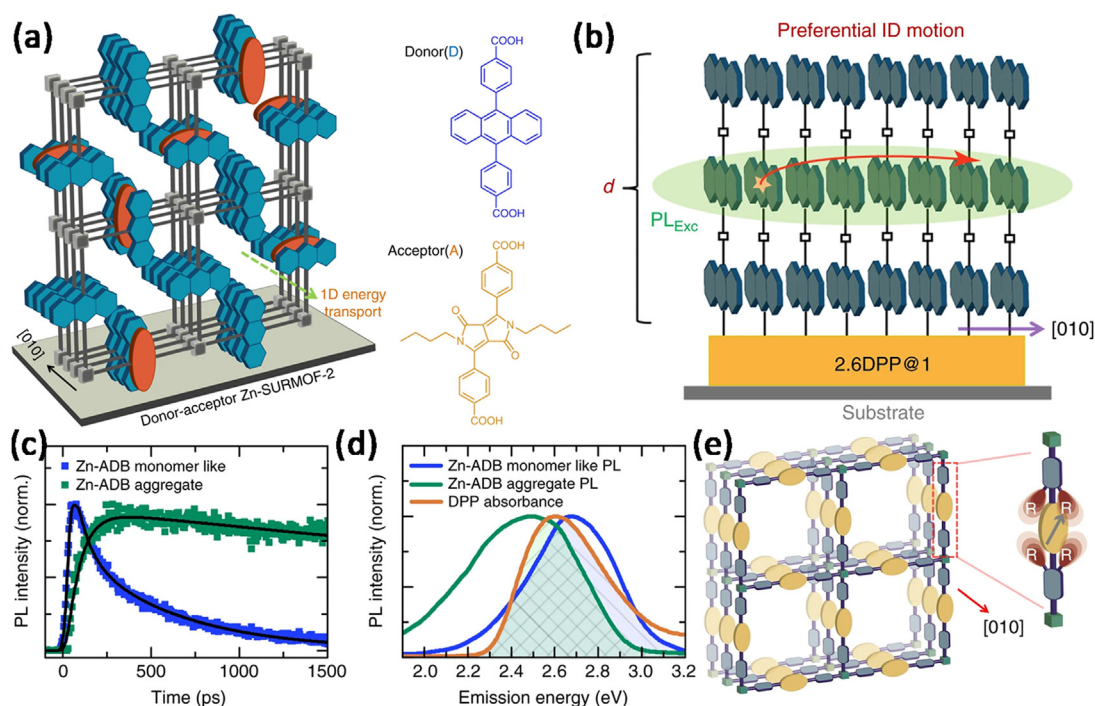 (a)
Donor(D)
COOH
COOH
Acceptor(A)
COOH
O
N
N
O
COOH
1D energy
transport
[010]
Donor-acceptor Zn-SURMOF-2
(b)
Preferential ID motion
d
PLExc
[010]
2.6DPP@1
Substrate
(c)
Zn-ADB monomer like
Zn-ADB aggregate
PL intensity (norm.)
0 500 1000 1500
Time (ps)
(d)
Zn-ADB monomer like PL
Zn-ADB aggregate PL
DPP absorbance
PL intensity (norm.)
2.0 2.2 2.4 2.6 2.8 3.0 3.2
Emission energy (eV)
(e)
R R
R R
[010]